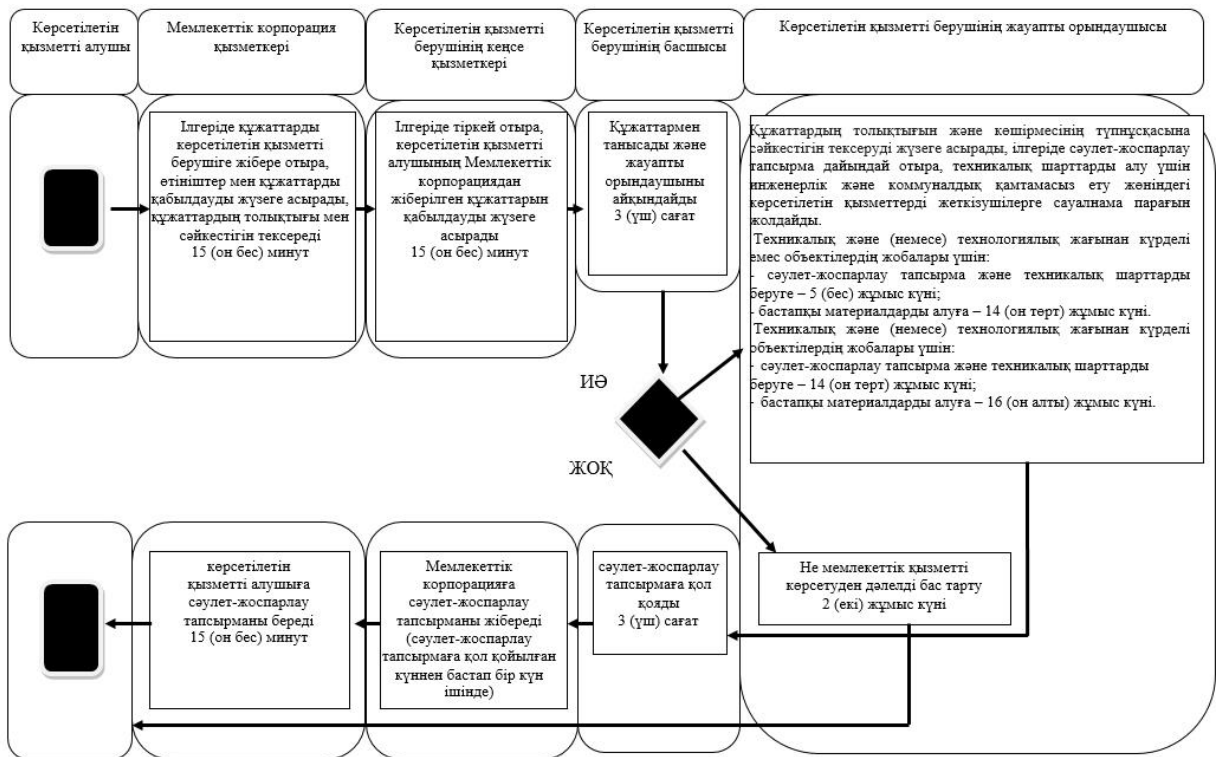 Көрсетілетін
қызметті алушы
Мемлекеттік корпорация
қызметкері
Көрсетілетін қызметті
берушінің кеңсе
қызметкері
Көрсетілетін қызметті
берушінің басшысы
Көрсетілетін қызметті берушінің жауапты орындаушысы
Ілгеріде құжаттарды
көрсетілетін қызметті
берушіге жібере отыра,
өтініштер мен құжаттарды
қабылдауды жүзеге асырады,
құжаттардың толықтығы мен
сәйкестігін тексереді
15 (он бес) минут
Ілгеріде тіркей отыра,
көрсетілетін қызметті
алушының Мемлекеттік
корпорациядан
жіберілген құжаттарын
қабылдауды жүзеге
асырады
15 (он бес) минут
Құжаттармен
танысады және
жауапты
орындаушыны
айқындайды
3 (үш) сағат
Құжаттардың толықтығын және көшірмесінің түпнұсқасына
сәйкестігін тексеруді жүзеге асырады, ілгеріде сәулет-жоспарлау
тапсырма дайындай отыра, техникалық шарттарды алу үшін
инженерлік және коммуналдық қамтамасыз ету жөніндегі
көрсетілетін қызметтерді жеткізушілерге сауалнама парағын
жолдайды.
Техникалық және (немесе) технологиялық жағынан күрделі
емес объектілердің жобалары үшін:
- сәулет-жоспарлау тапсырма және техникалық шарттарды
беруге – 5 (бес) жұмыс күні;
- бастапқы материалдарды алуға – 14 (он төрт) жұмыс күні.
Техникалық және (немесе) технологиялық жағынан күрделі
объектілердің жобалары үшін:
- сәулет-жоспарлау тапсырма және техникалық шарттарды
беруге – 14 (он төрт) жұмыс күні;
- бастапқы материалдарды алуға – 16 (он алты) жұмыс күні.
ИӘ
ЖОҚ
көрсетілетін
қызметті алушыға
сәулет-жоспарлау
тапсырманы береді
15 (он бес) минут
Мемлекеттік
корпорацияға
сәулет-жоспарлау
тапсырманы жібереді
(сәулет-жоспарлау
тапсырмаға қол қойылған
күннен бастап бір күн
ішінде)
сәулет-жоспарлау
тапсырмаға қол
қояды
3 (үш) сағат
Не мемлекеттік қызметті
көрсетуден дәлелді бас тарту
2 (екі) жұмыс күні